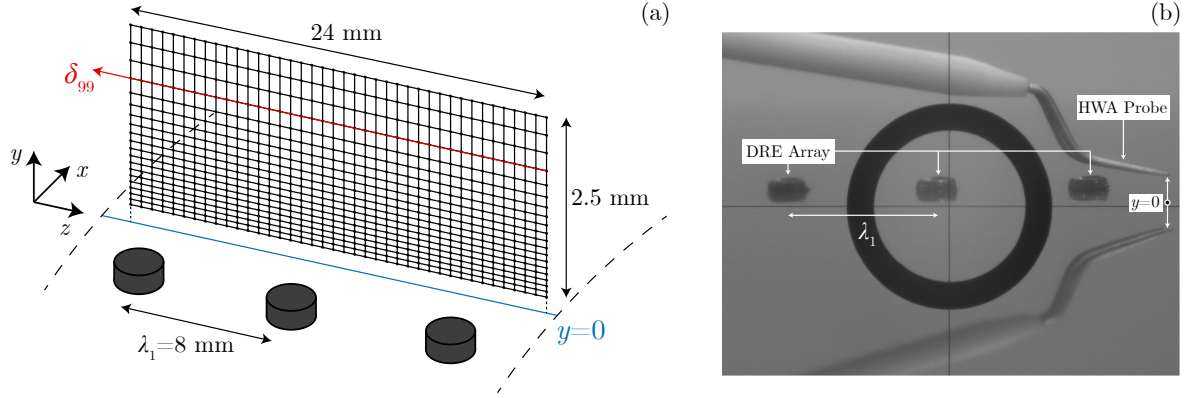 (a)
24 mm
δ99
y
x
z
2.5 mm
λ1=8 mm
y=0
(b)
HWA Probe
DRE Array
y=0
λ1